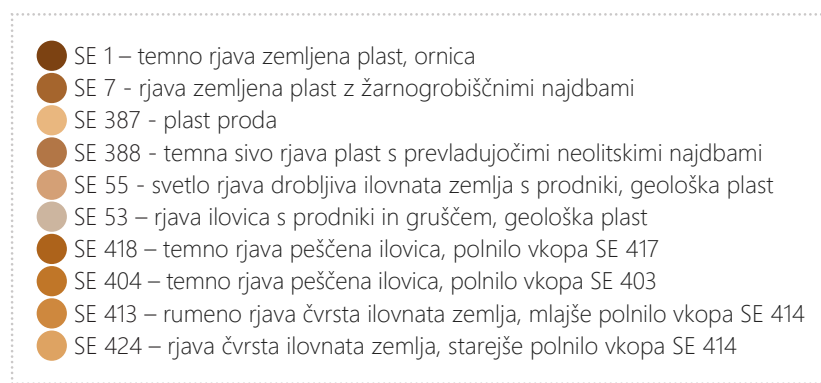 SE 1 – temno rjava zemljena plast, ornica
SE 7 - rjava zemljena plast z žarnogrobiščnimi najdbami
SE 387 - plast proda
SE 388 - temna sivo rjava plast s prevladujočimi neolitskimi najdbami
SE 55 - svetlo rjava drobljiva ilovnata zemlja s prodniki, geološka plast
SE 53 – rjava ilovica s prodniki in gruščem, geološka plast
SE 418 – temno rjava peščena ilovica, polnilo vkopa SE 417
SE 404 – temno rjava peščena ilovica, polnilo vkopa SE 403
SE 413 – rumeno rjava čvrsta ilovnata zemlja, mlajše polnilo vkopa SE 414
SE 424 – rjava čvrsta ilovnata zemlja, starejše polnilo vkopa SE 414